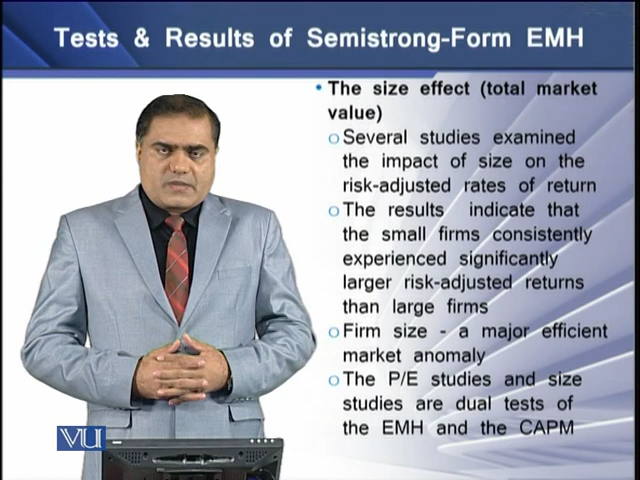 Tests & Results of Semistrong-Form EMH
• The size effect (total market
value)
o Several studies examined
the impact of size on the
risk-adjusted rates of return
o The results indicate that
the small firms consistently
experienced significantly
larger risk-adjusted returns
than large firms
o Firm size - a major efficient
market anomaly
o The P/E studies and size
studies are dual tests of
the EMH and the CAPM
VU